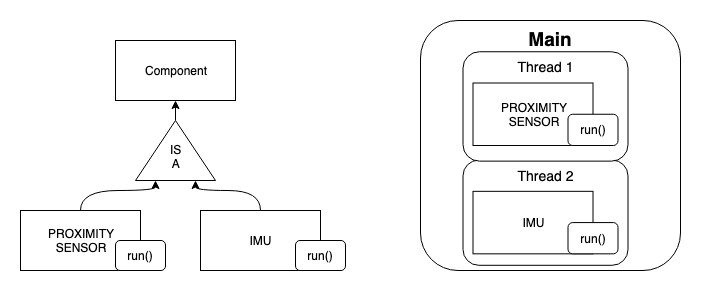 Component
IS
A
PROXIMITY
SENSOR
run()
IMU
run()
Main
Thread 1
PROXIMITY
SENSOR
run()
Thread 2
IMU
run()